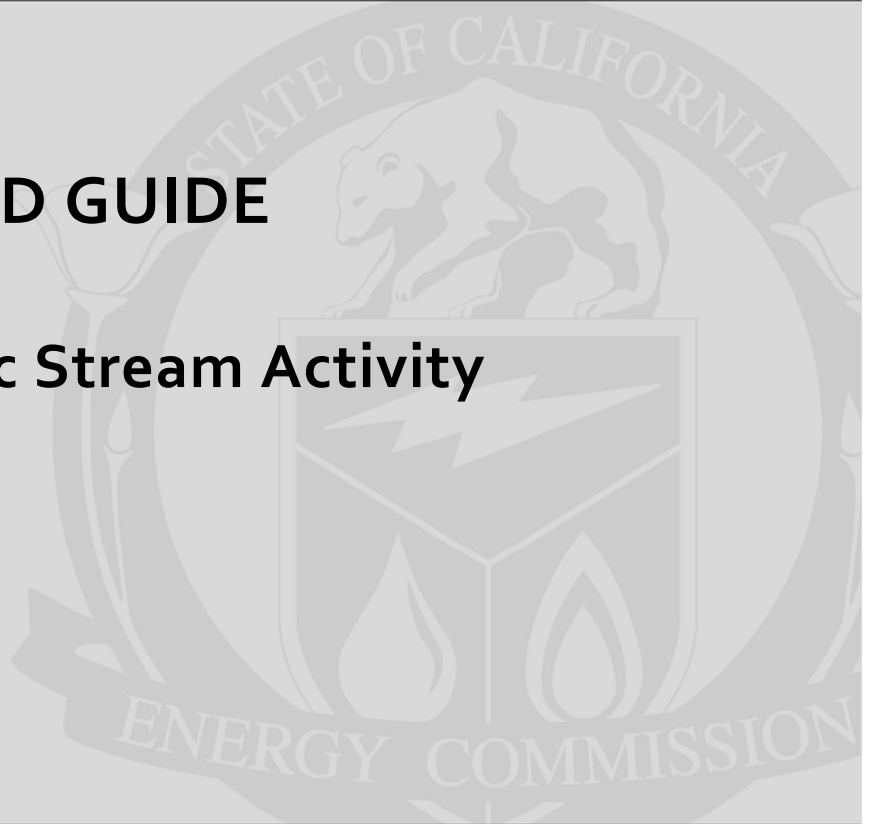 STATE OF CALIFORNIA
D GUIDE
c Stream Activity
ENERGY COMMISSION